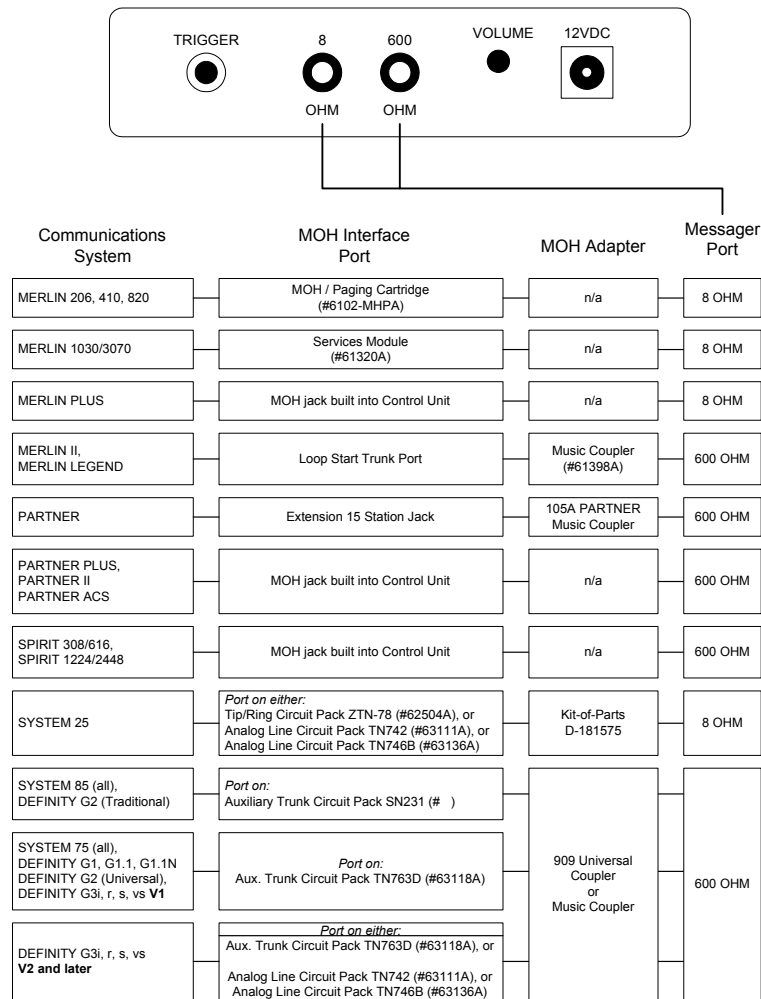 TRIGGER
8
600
VOLUME
12VDC
OHM
OHM
Communications
System
MOH Interface
Port
MOH Adapter
Messager
Port
MERLIN 206, 410, 820
MOH / Paging Cartridge
(#6102-MHPA)
n/a
8 OHM
MERLIN 1030/3070
Services Module
(#61320A)
n/a
8 OHM
MERLIN PLUS
MOH jack built into Control Unit
n/a
8 OHM
MERLIN II,
MERLIN LEGEND
Loop Start Trunk Port
Music Coupler
(#61398A)
600 OHM
PARTNER
Extension 15 Station Jack
105A PARTNER
Music Coupler
600 OHM
PARTNER PLUS,
PARTNER II
PARTNER ACS
MOH jack built into Control Unit
n/a
600 OHM
SPIRIT 308/616,
SPIRIT 1224/2448
MOH jack built into Control Unit
n/a
600 OHM
SYSTEM 25
Port on either:
Tip/Ring Circuit Pack ZTN-78 (#62504A), or
Analog Line Circuit Pack TN742 (#63111A), or
Analog Line Circuit Pack TN746B (#63136A)
Kit-of-Parts
D-181575
8 OHM
SYSTEM 85 (all),
DEFINITY G2 (Traditional)
Port on:
Auxiliary Trunk Circuit Pack SN231 (# )
SYSTEM 75 (all),
DEFINITY G1, G1.1, G1.1N
DEFINITY G2 (Universal),
DEFINITY G3i, r, s, vs V1
Port on:
Aux. Trunk Circuit Pack TN763D (#63118A)
909 Universal
Coupler
or
Music Coupler
600 OHM
DEFINITY G3i, r, s, vs
V2 and later
Port on either:
Aux. Trunk Circuit Pack TN763D (#63118A), or
Analog Line Circuit Pack TN742 (#63111A), or
Analog Line Circuit Pack TN746B (#63136A)